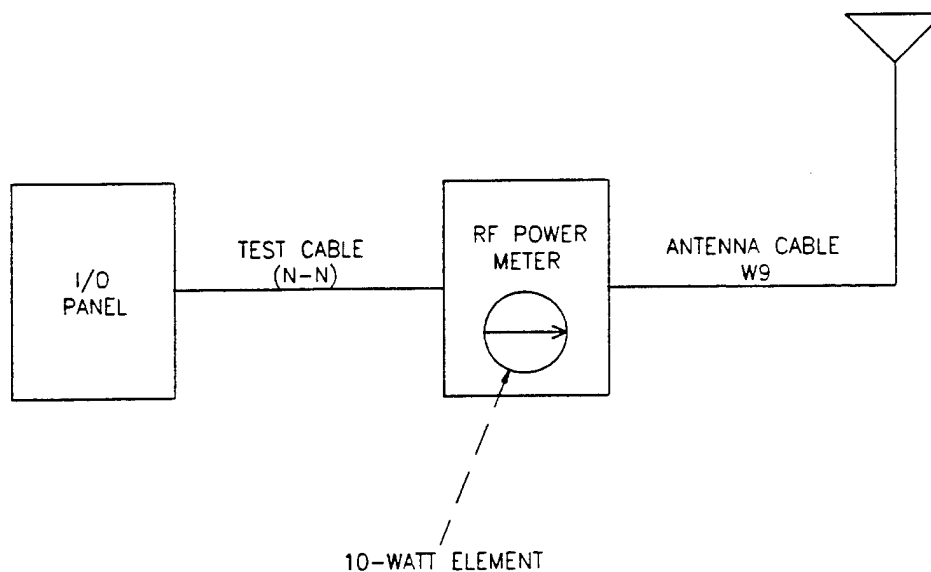 I/O
PANEL
TEST CABLE
(N-N)
RF POWER
METER
ANTENNA CABLE
W9
10-WATT ELEMENT